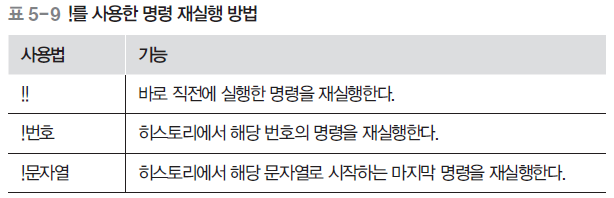 표 5-9 !를 사용한 명령 재실행 방법
사용법 기능
!! 바로 직전에 실행한 명령을 재실행한다.
!번호 히스토리에서 해당 번호의 명령을 재실행한다.
!문자열 히스토리에서 해당 문자열로 시작하는 마지막 명령을 재실행한다.